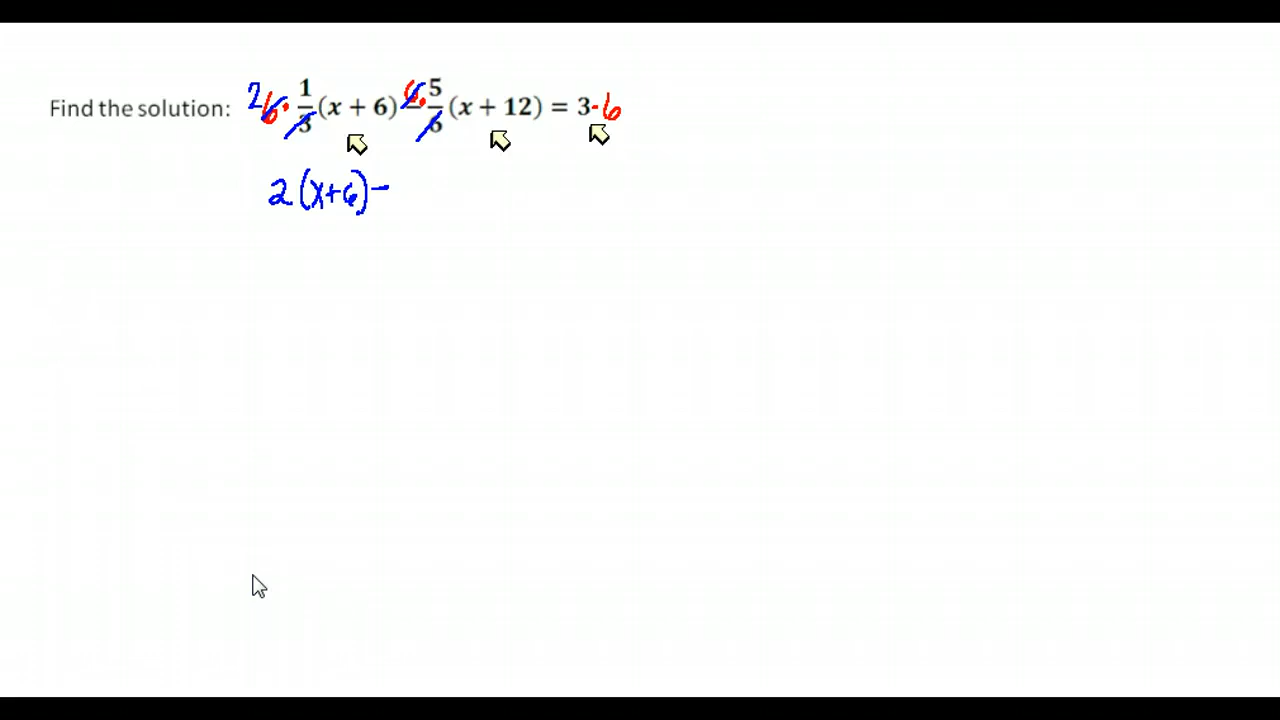 Find the solution: 2 6· 1/3 (x + 6) − 6· 5/6 (x + 12) = 3 ·6
2(x+6) −